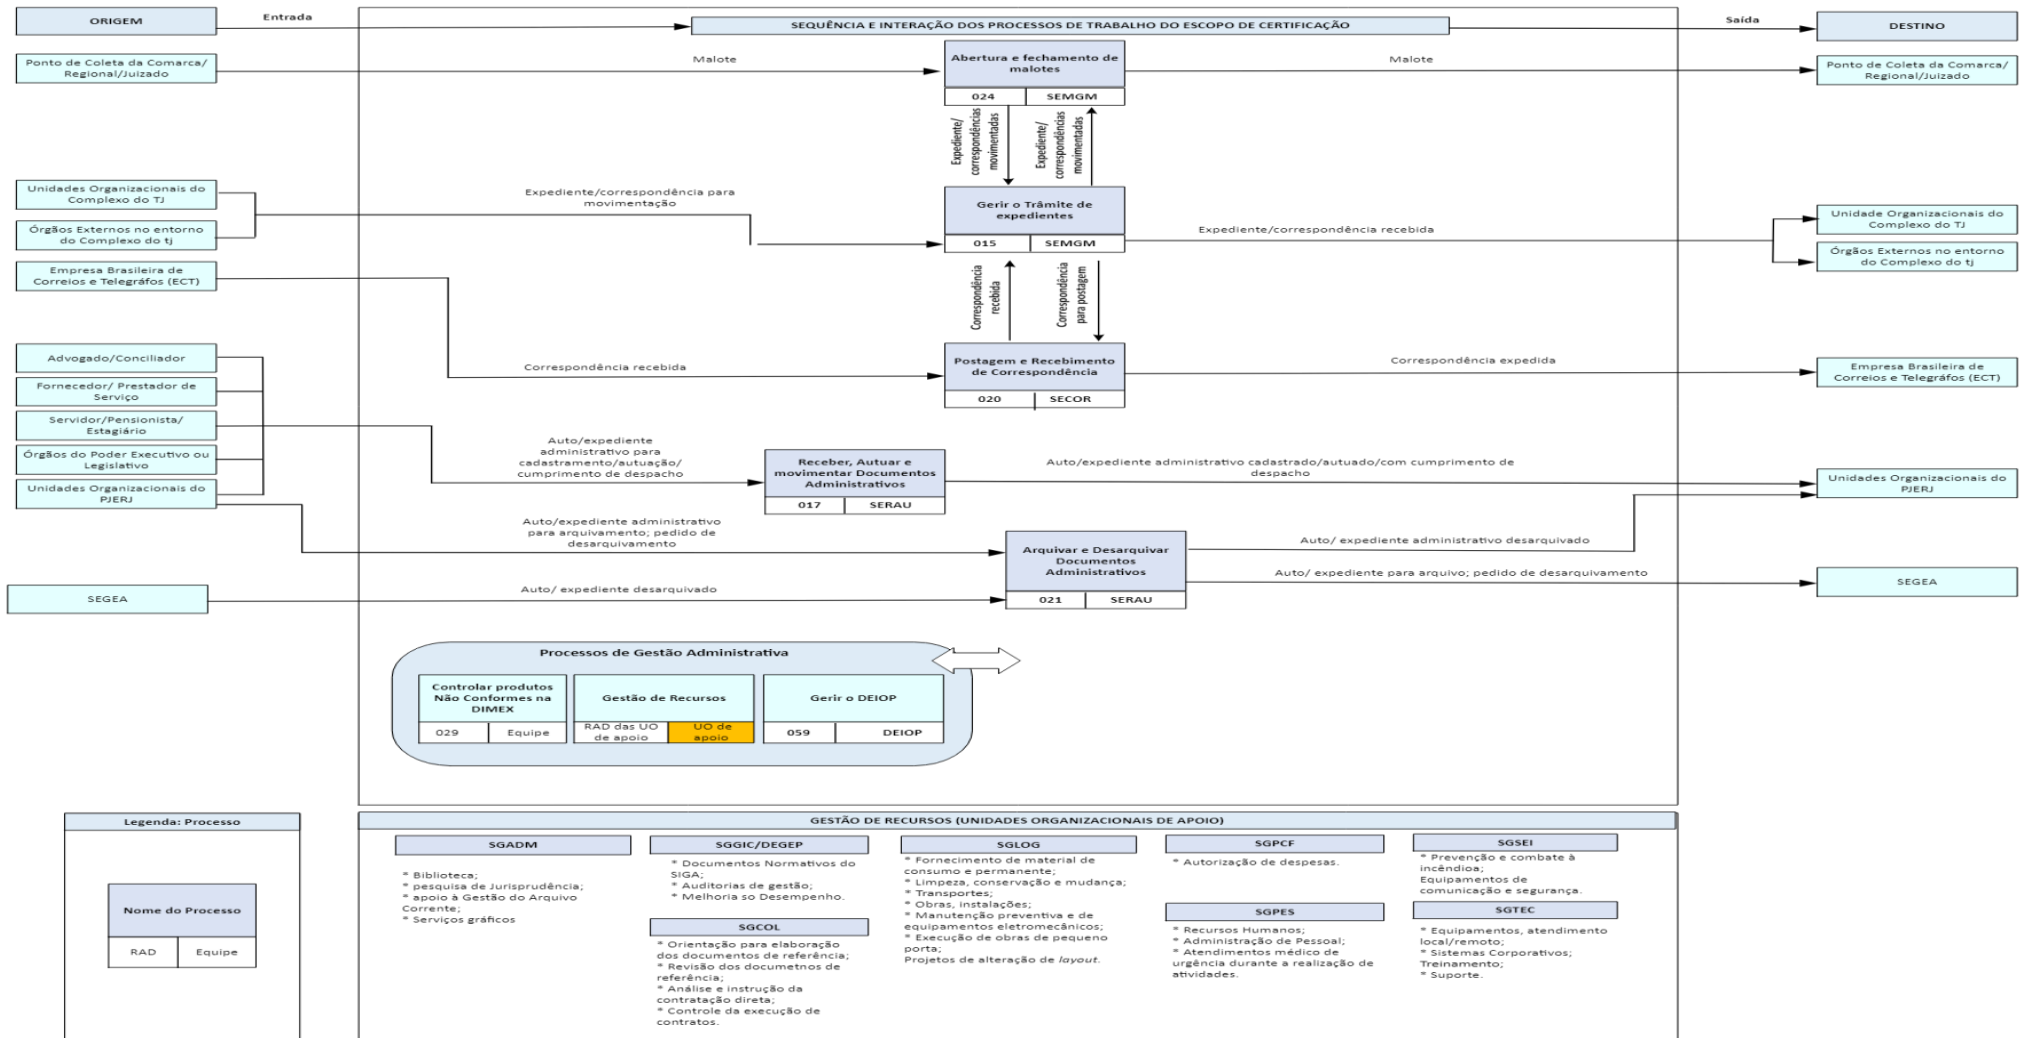 ORIGEM
Entrada
SEQUÊNCIA E INTERAÇÃO DOS PROCESSOS DE TRABALHO DO ESCOPO DE CERTIFICAÇÃO
Saída
DESTINO
Ponto de Coleta da Comarca/
Regional/Juizado
Malote
Abertura e fechamento de
malotes
024
SEMGM
Malote
Ponto de Coleta da Comarca/
Regional/Juizado
Expediente/
correspondências
movimentadas
Expediente/
correspondências
movimentadas
Unidades Organizacionais do
Complexo do TJ
Órgãos Externos no entorno
do Complexo do tj
Expediente/correspondência para
movimentação
Gerir o Trâmite de
expedientes
015
SEMGM
Expediente/correspondência recebida
Unidade Organizacionais do
Complexo do TJ
Órgãos Externos no entorno
do Complexo do tj
Empresa Brasileira de
Correios e Telegráfos (ECT)
Correspondência
recebida
Correspondência
para postagem
Correspondência recebida
Postagem e Recebimento
de Correspondência
020
SECOR
Correspondência expedida
Empresa Brasileira de
Correios e Telegráfos (ECT)
Advogado/Conciliador
Fornecedor/ Prestador de
Serviço
Servidor/Pensionista/
Estagiário
Órgãos do Poder Executivo ou
Legislativo
Unidades Organizacionais do
PJERJ
Auto/expediente
administrativo para
cadastramento/autuação/
cumprimento de despacho
Receber, Autuar e
movimentar Documentos
Administrativos
017
SERAU
Auto/expediente administrativo cadastrado/autuado/com cumprimento de
despacho
Unidades Organizacionais do
PJERJ
Auto/expediente administrativo
para arquivamento; pedido de
desarquivamento
Arquivar e Desarquivar
Documentos
Administrativos
021
SERAU
Auto/ expediente administrativo desarquivado
Auto/ expediente para arquivo; pedido de desarquivamento
SEGEA
Auto/ expediente desarquivado
SEGEA
Processos de Gestão Administrativa
Controlar produtos
Não Conformes na
DIMEX
029
Equipe
Gestão de Recursos
RAD das UO
de apoio
UO de
apoio
Gerir o DEIOP
059
DEIOP
Legenda: Processo
Nome do Processo
RAD
Equipe
GESTÃO DE RECURSOS (UNIDADES ORGANIZACIONAIS DE APOIO)
SGADM
* Biblioteca;
* pesquisa de Jurisprudência;
* apoio à Gestão do Arquivo
Corrente;
* Serviços gráficos
SGGIC/DEGEP
* Documentos Normativos do
SIGA;
* Auditorias de gestão;
* Melhoria so Desempenho.
SGCOL
* Orientação para elaboração
dos documentos de referência;
* Revisão dos documetnos de
referência;
* Análise e instrução da
contratação direta;
* Controle da execução de
contratos.
SGLOG
* Fornecimento de material de
consumo e permanente;
* Limpeza, conservação e mudança;
* Transportes;
* Obras, instalações;
* Manutenção preventiva e de
equipamentos eletromecânicos;
* Execução de obras de pequeno
porta;
Projetos de alteração de layout.
SGPCF
* Autorização de despesas.
SGPES
* Recursos Humanos;
* Administração de Pessoal;
* Atendimentos médico de
urgência durante a realização de
atividades.
SGSEI
* Prevenção e combate à
incêndioa;
Equipamentos de
comunicação e segurança.
SGTEC
* Equipamentos, atendimento
local/remoto;
* Sistemas Corporativos;
Treinamento;
* Suporte.